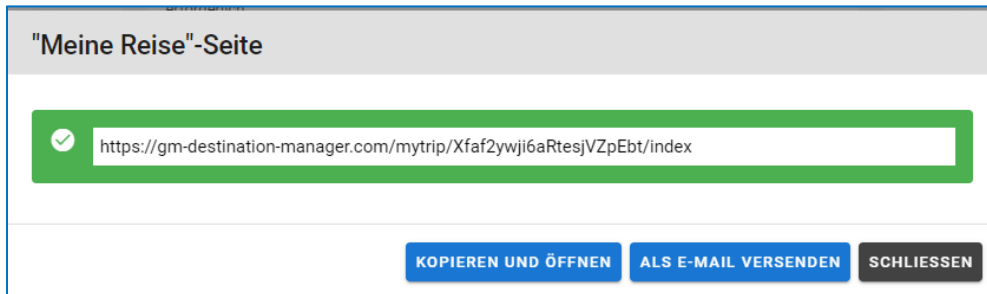 "Meine Reise"-Seite
https://gm-destination-manager.com/mytrip/Xfaf2ywji6aRtesjVZpEbt/index
KOPIEREN UND ÖFFNEN ALS E-MAIL VERSENDEN SCHLIESSEN